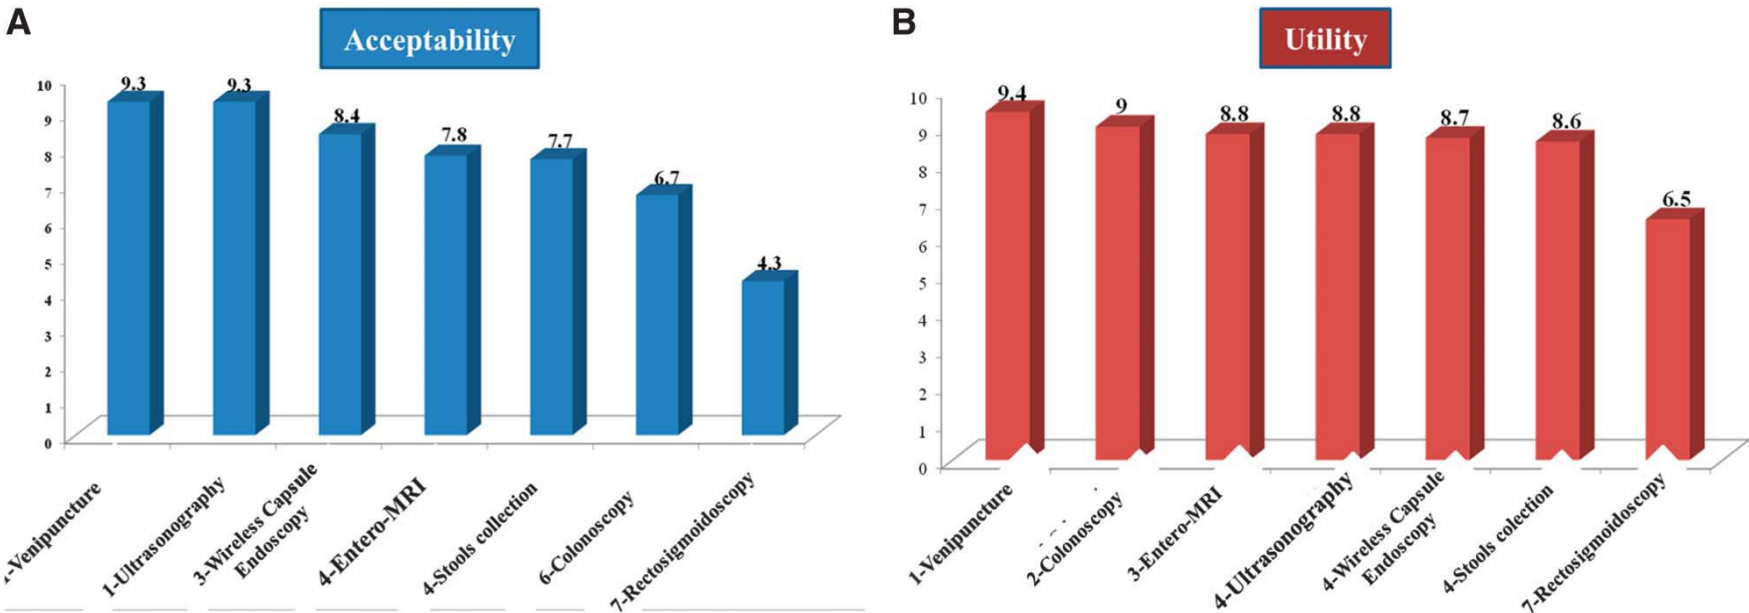 A
Acceptability
10
9
8
7
6
5
4
3
2
1
0
9.3
9.3
8.4
7.8
7.7
6.7
4.3
1-Venipuncture
1-Ultrasonography
3-Wireless Capsule
Endoscopy
4-Entero-MRI
4-Stools collection
6-Colonoscopy
7-Rectosigmoidoscopy
B
Utility
10
9
8
7
6
5
4
3
2
1
0
9.4
9
8.8
8.8
8.7
8.6
6.5
1-Venipuncture
2-Colonoscopy
3-Entero-MRI
4-Ultrasonography
4-Wireless Capsule
Endoscopy
4-Stools colection
7-Rectosigmoidoscopy